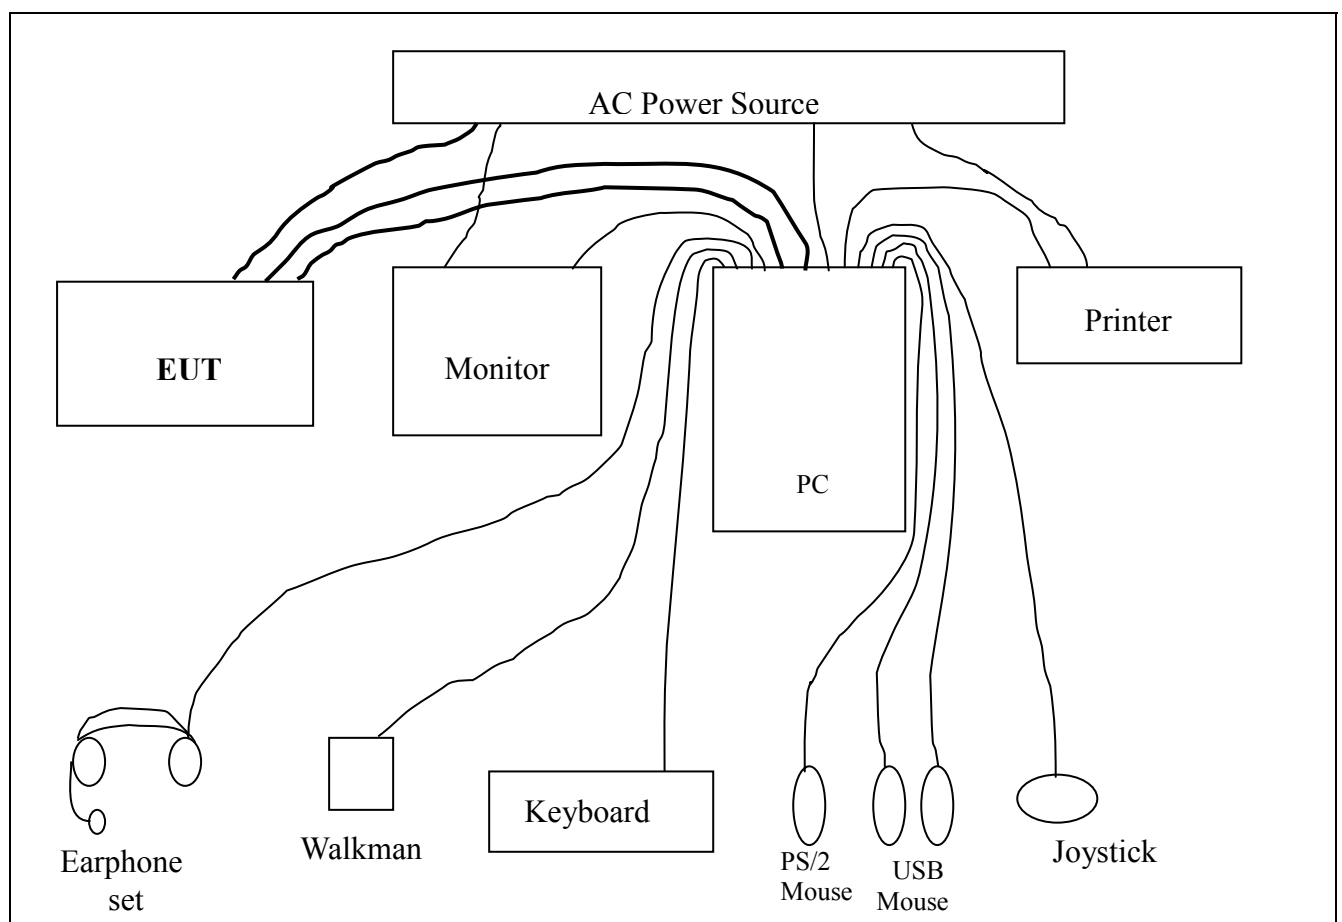 AC Power Source
EUT
Monitor
Printer
PC
Keyboard
Walkman
Earphone
set
PS/2
Mouse
USB
Mouse
Joystick